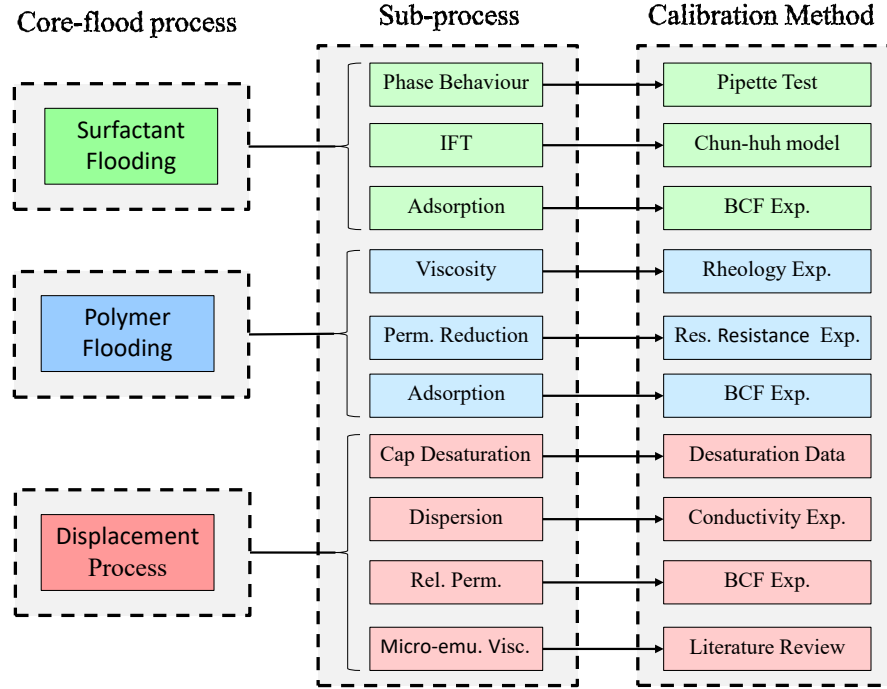 Core-flood process
Sub-process
Calibration Method
Surfactant
Flooding
Phase Behaviour
Pipette Test
IFT
Chun-huh model
Adsorption
BCF Exp.
Polymer
Flooding
Viscosity
Rheology Exp.
Perm. Reduction
Res. Resistance Exp.
Adsorption
BCF Exp.
Displacement
Process
Cap Desaturation
Desaturation Data
Dispersion
Conductivity Exp.
Rel. Perm.
BCF Exp.
Micro-emu. Visc.
Literature Review